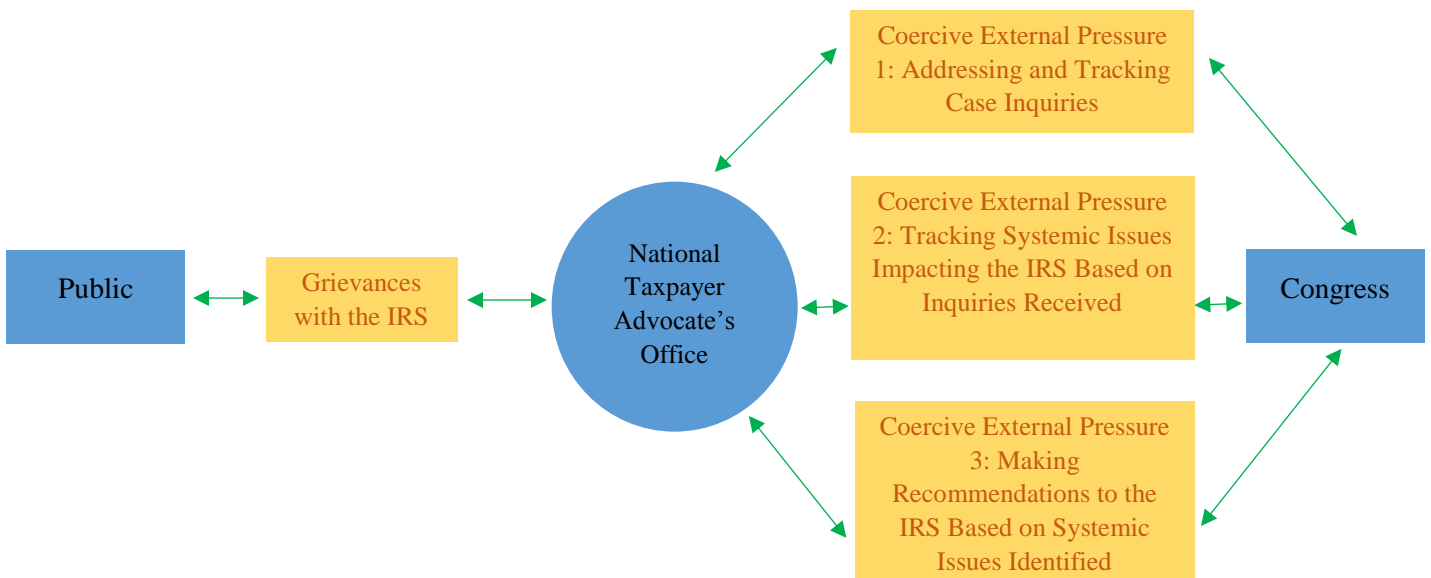 Public
Grievances
with the IRS
National
Taxpayer
Advocate’s
Office
Coercive External Pressure
1: Addressing and Tracking
Case Inquiries
Coercive External Pressure
2: Tracking Systemic Issues
Impacting the IRS Based on
Inquiries Received
Coercive External Pressure
3: Making
Recommendations to the
IRS Based on Systemic
Issues Identified
Congress